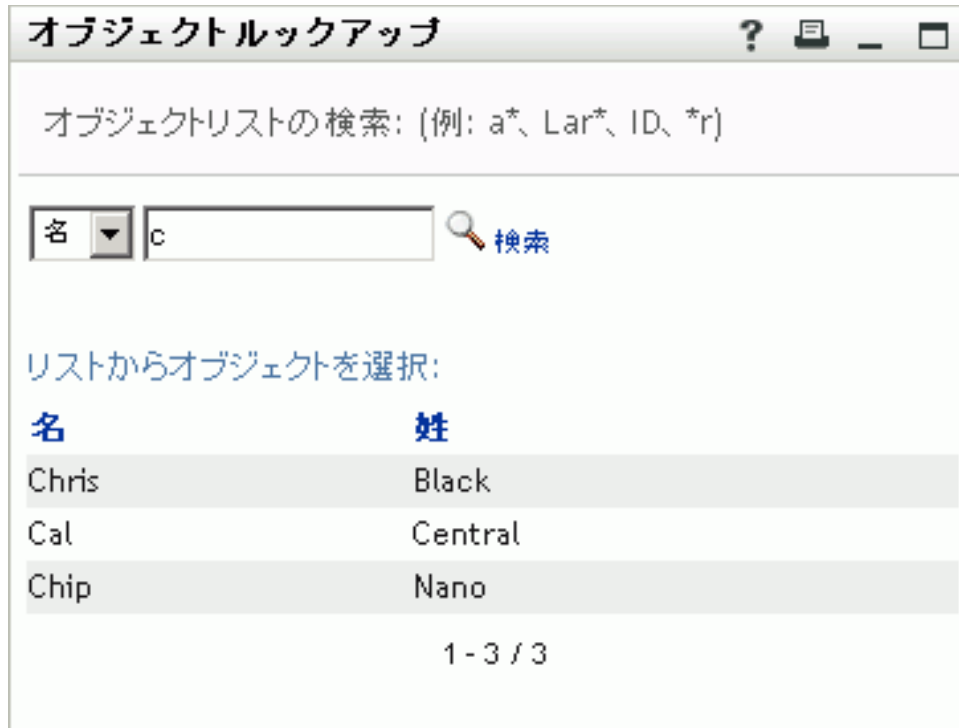 オブジェクトルックアップ ?
オブジェクトリストの検索: (例: a*、Lar*、ID、*r)
名 c 検索
リストからオブジェクトを選択:
名 姓
Chris Black
Cal Central
Chip Nano
1 - 3 / 3